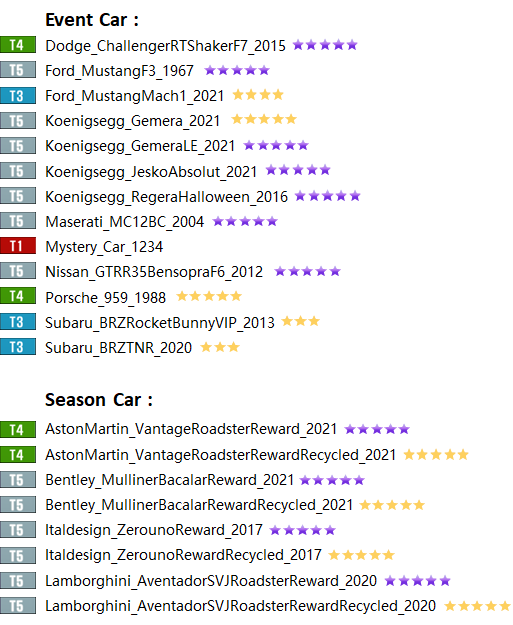 Event Car :
T4 Dodge_ChallengerRTShakerF7_2015
T5 Ford_MustangF3_1967
T3 Ford_MustangMach1_2021
T5 Koenigsegg_Gemera_2021
T5 Koenigsegg_GemeraLE_2021
T5 Koenigsegg_JeskoAbsolut_2021
T5 Koenigsegg_RegeraHalloween_2016
T5 Maserati_MC12BC_2004
T1 Mystery_Car_1234
T5 Nissan_GTRR35BensopraF6_2012
T4 Porsche_959_1988
T3 Subaru_BRZRocketBunnyVIP_2013
T3 Subaru_BRZTNR_2020
Season Car :
T4 AstonMartin_VantageRoadsterReward_2021
T4 AstonMartin_VantageRoadsterRewardRecycled_2021
T5 Bentley_MullinerBacalarReward_2021
T5 Bentley_MullinerBacalarRewardRecycled_2021
T5 Italdesign_ZerounoReward_2017
T5 Italdesign_ZerounoRewardRecycled_2017
T5 Lamborghini_AventadorSVJRoadsterReward_2020
T5 Lamborghini_AventadorSVJRoadsterRewardRecycled_2020